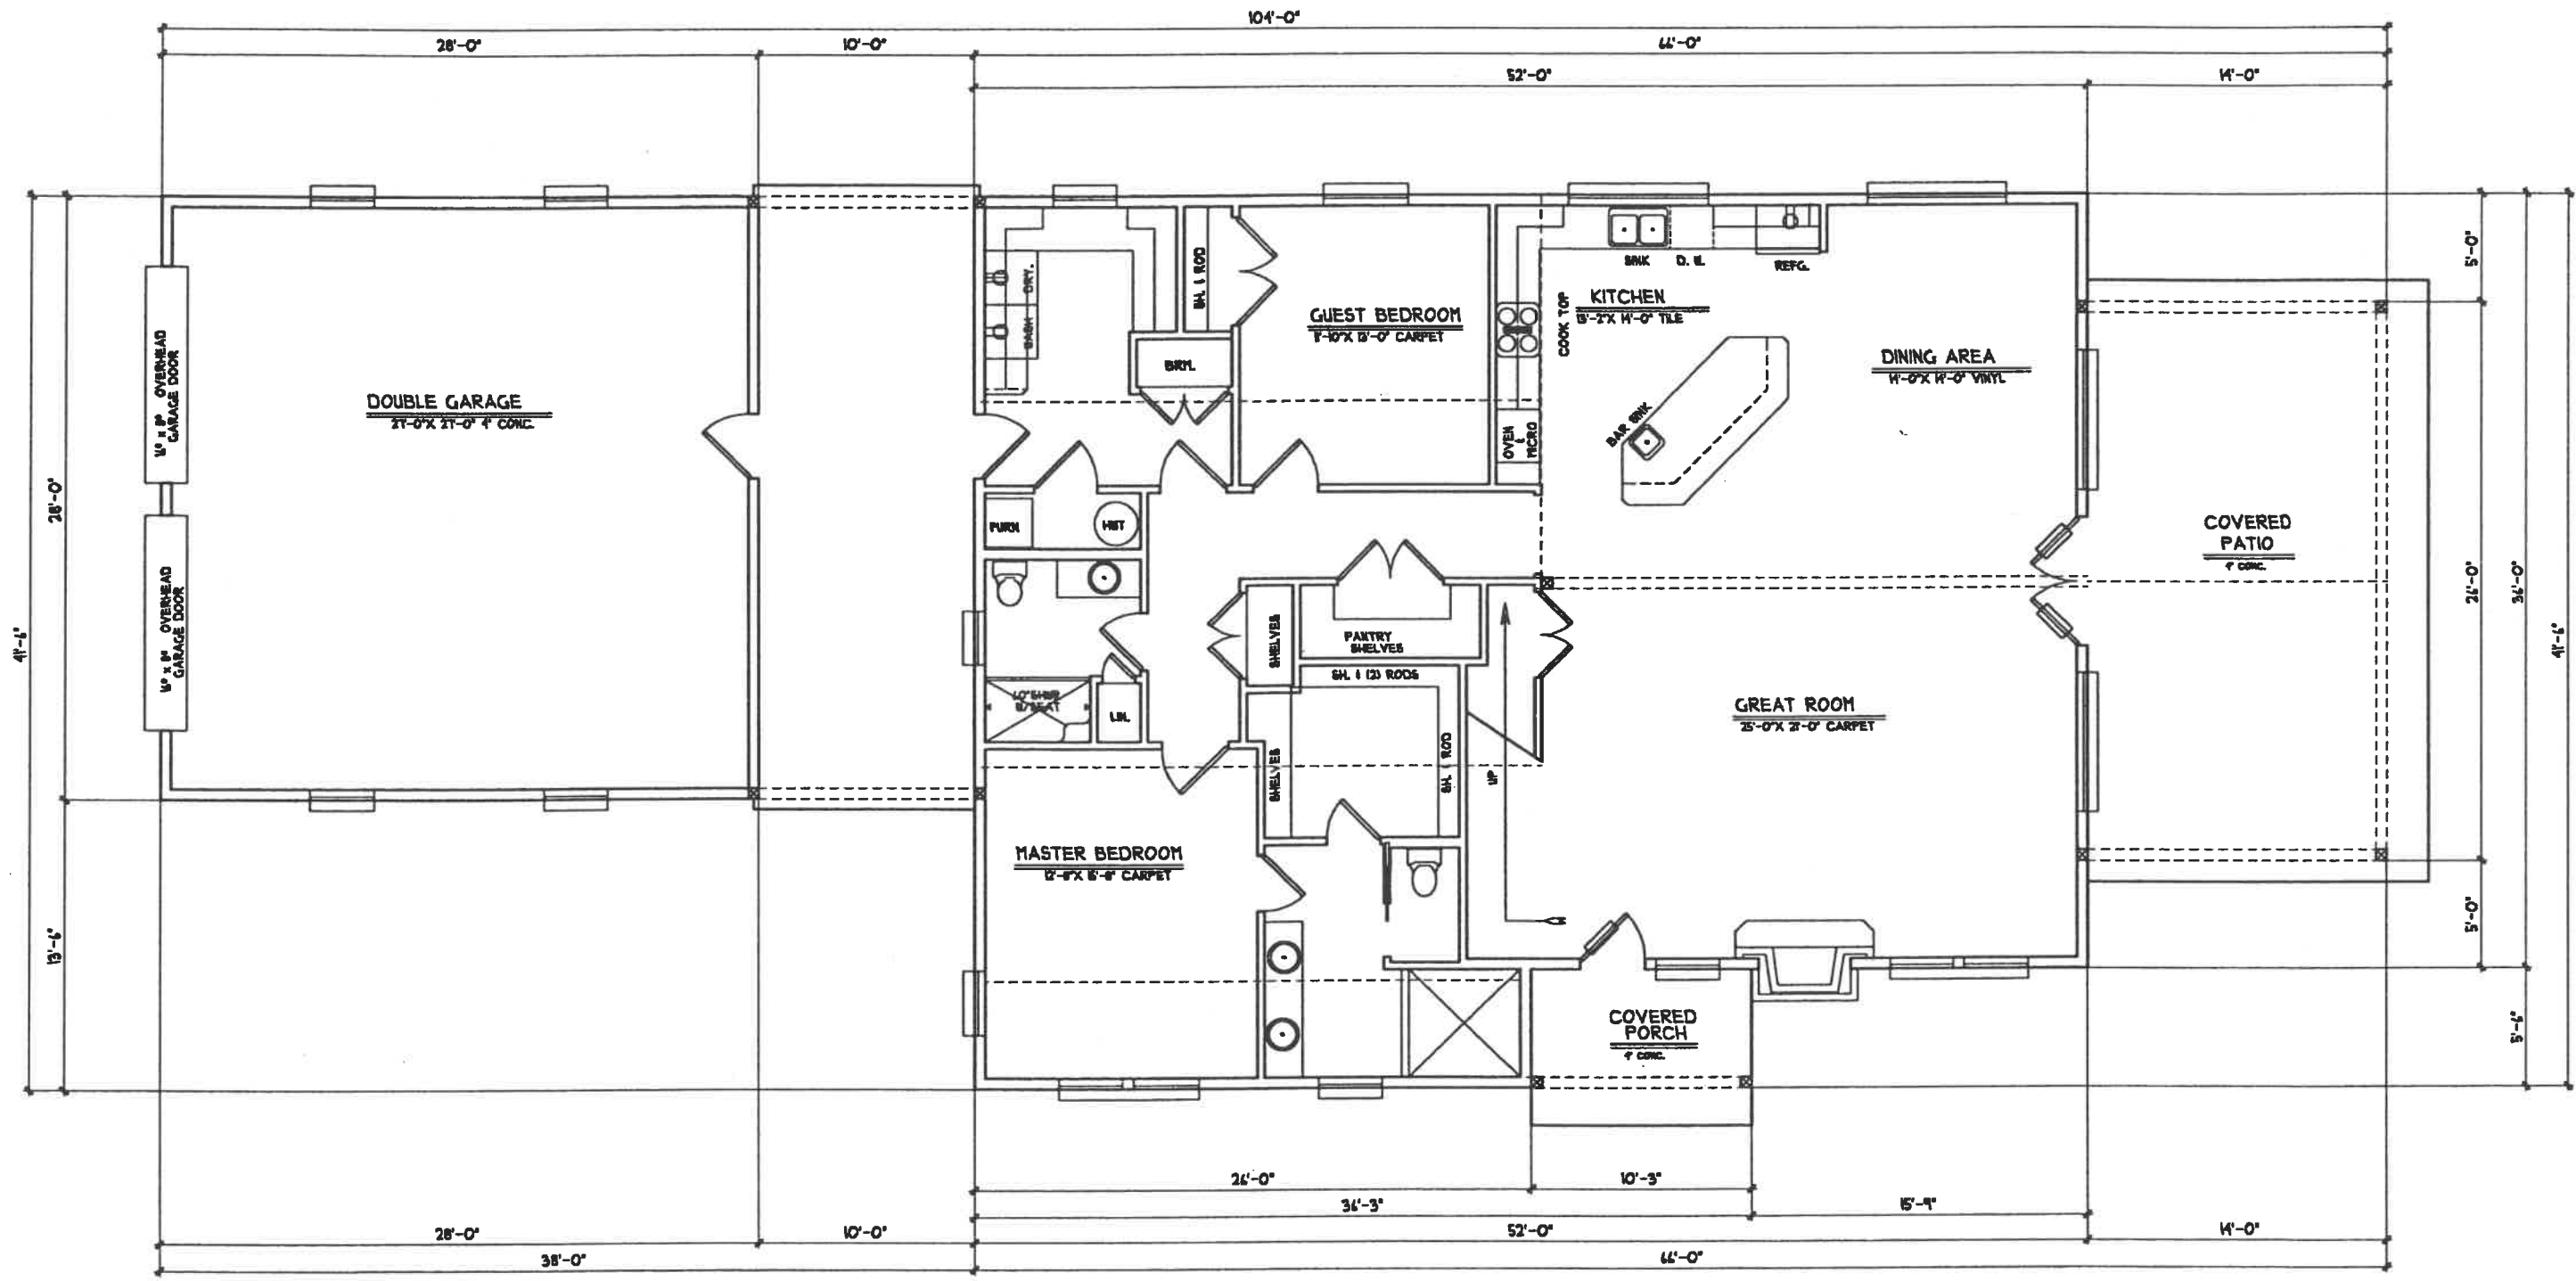 104'-0"
28'-0"
10'-0"
66'-0"
52'-0"
14'-0"
DOUBLE GARAGE
27'-0" X 27'-0" 4" CONC.
16° x 8° OVERHEAD
GARAGE DOOR
16° x 8° OVERHEAD
GARAGE DOOR
41'-6"
28'-0"
13'-6"
DRY.
WASH
SH. & ROD
BRM.
GUEST BEDROOM
11'-10" X 13'-0" CARPET
SINK
D. W.
REFG.
COOK TOP
KITCHEN
13'-2" X 14'-0" TILE
OVEN
&
MICRO
BAR SINK
DINING AREA
14'-0" X 14'-0" VINYL
COVERED
PATIO
4" CONC.
5'-0"
26'-0"
5'-0"
36'-0"
5'-6"
41'-6"
FURN
HWT
60" SHWR
W/SEAT
LIN.
SHELVES
PANTRY
SHELVES
SH. & (2) RODS
SHELVES
SH. & ROD
UP
GREAT ROOM
25'-0" X 21'-0" CARPET
MASTER BEDROOM
12'-8" X 15'-8" CARPET
COVERED
PORCH
4" CONC.
26'-0"
10'-3"
36'-3"
15'-9"
28'-0"
10'-0"
52'-0"
14'-0"
38'-0"
66'-0"